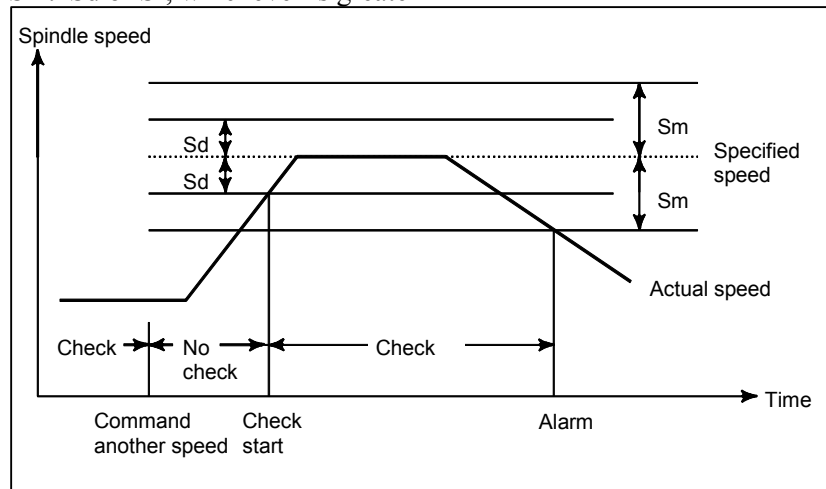 Spindle speed
Sd
Sd
Sm
Sm
Specified
speed
Actual speed
Check
No
check
Check
Time
Command
another speed
Check
start
Alarm